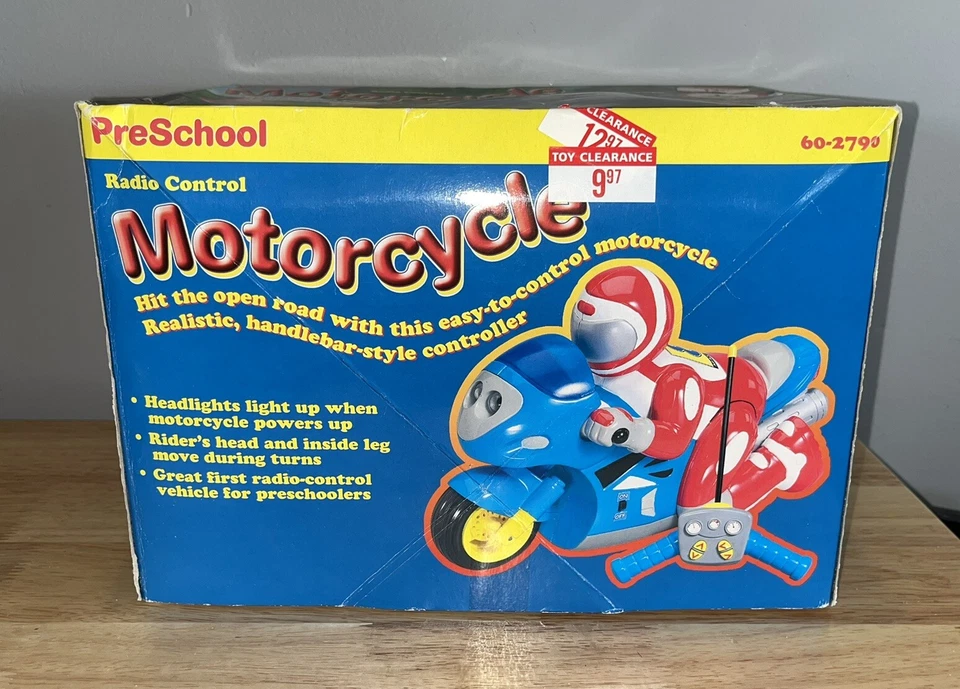 PreSchool
60-2790
CLEARANCE
12.97
TOY CLEARANCE
9.97
Radio Control
Motorcycle
Hit the open road with this easy-to-control motorcycle
Realistic, handlebar-style controller
• Headlights light up when
motorcycle powers up
• Rider's head and inside leg
move during turns
• Great first radio-control
vehicle for preschoolers
ON
OFF